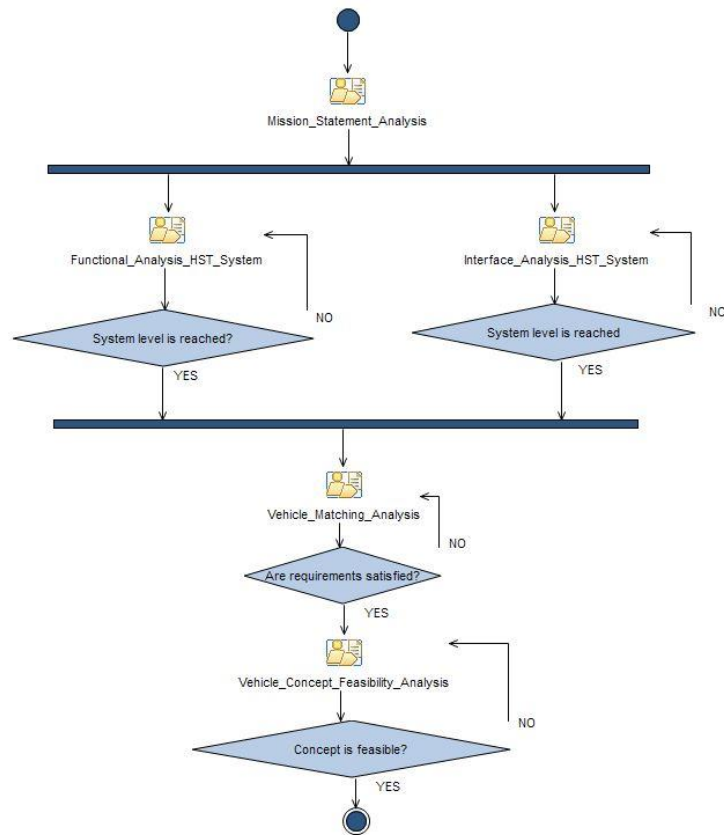 Mission_Statement_Analysis
Functional_Analysis_HST_System
Interface_Analysis_HST_System
NO
NO
System level is reached?
System level is reached
YES
YES
Vehicle_Matching_Analysis
NO
Are requirements satisfied?
YES
Vehicle_Concept_Feasibility_Analysis
NO
Concept is feasible?
YES